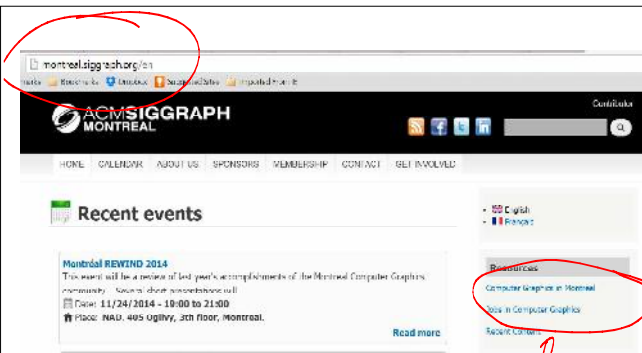 montreal.siggraph.org/en
Bookmarks Dropbox Suggested Sites Imported From IE
ACMSIGGRAPH
MONTREAL
Contributor
HOME CALENDAR ABOUT US SPONSORS MEMBERSHIP CONTACT GET INVOLVED
Recent events
English
Français
Montréal REWIND 2014
This event will be a review of last year's accomplishments of the Montreal Computer Graphics
community. Several short presentations will
Date: 11/24/2014 - 19:00 to 21:00
Place: NAD, 405 Ogilvy, 3th floor, Montreal.
Read more
Resources
Computer Graphics in Montreal
Jobs in Computer Graphics
Recent Content